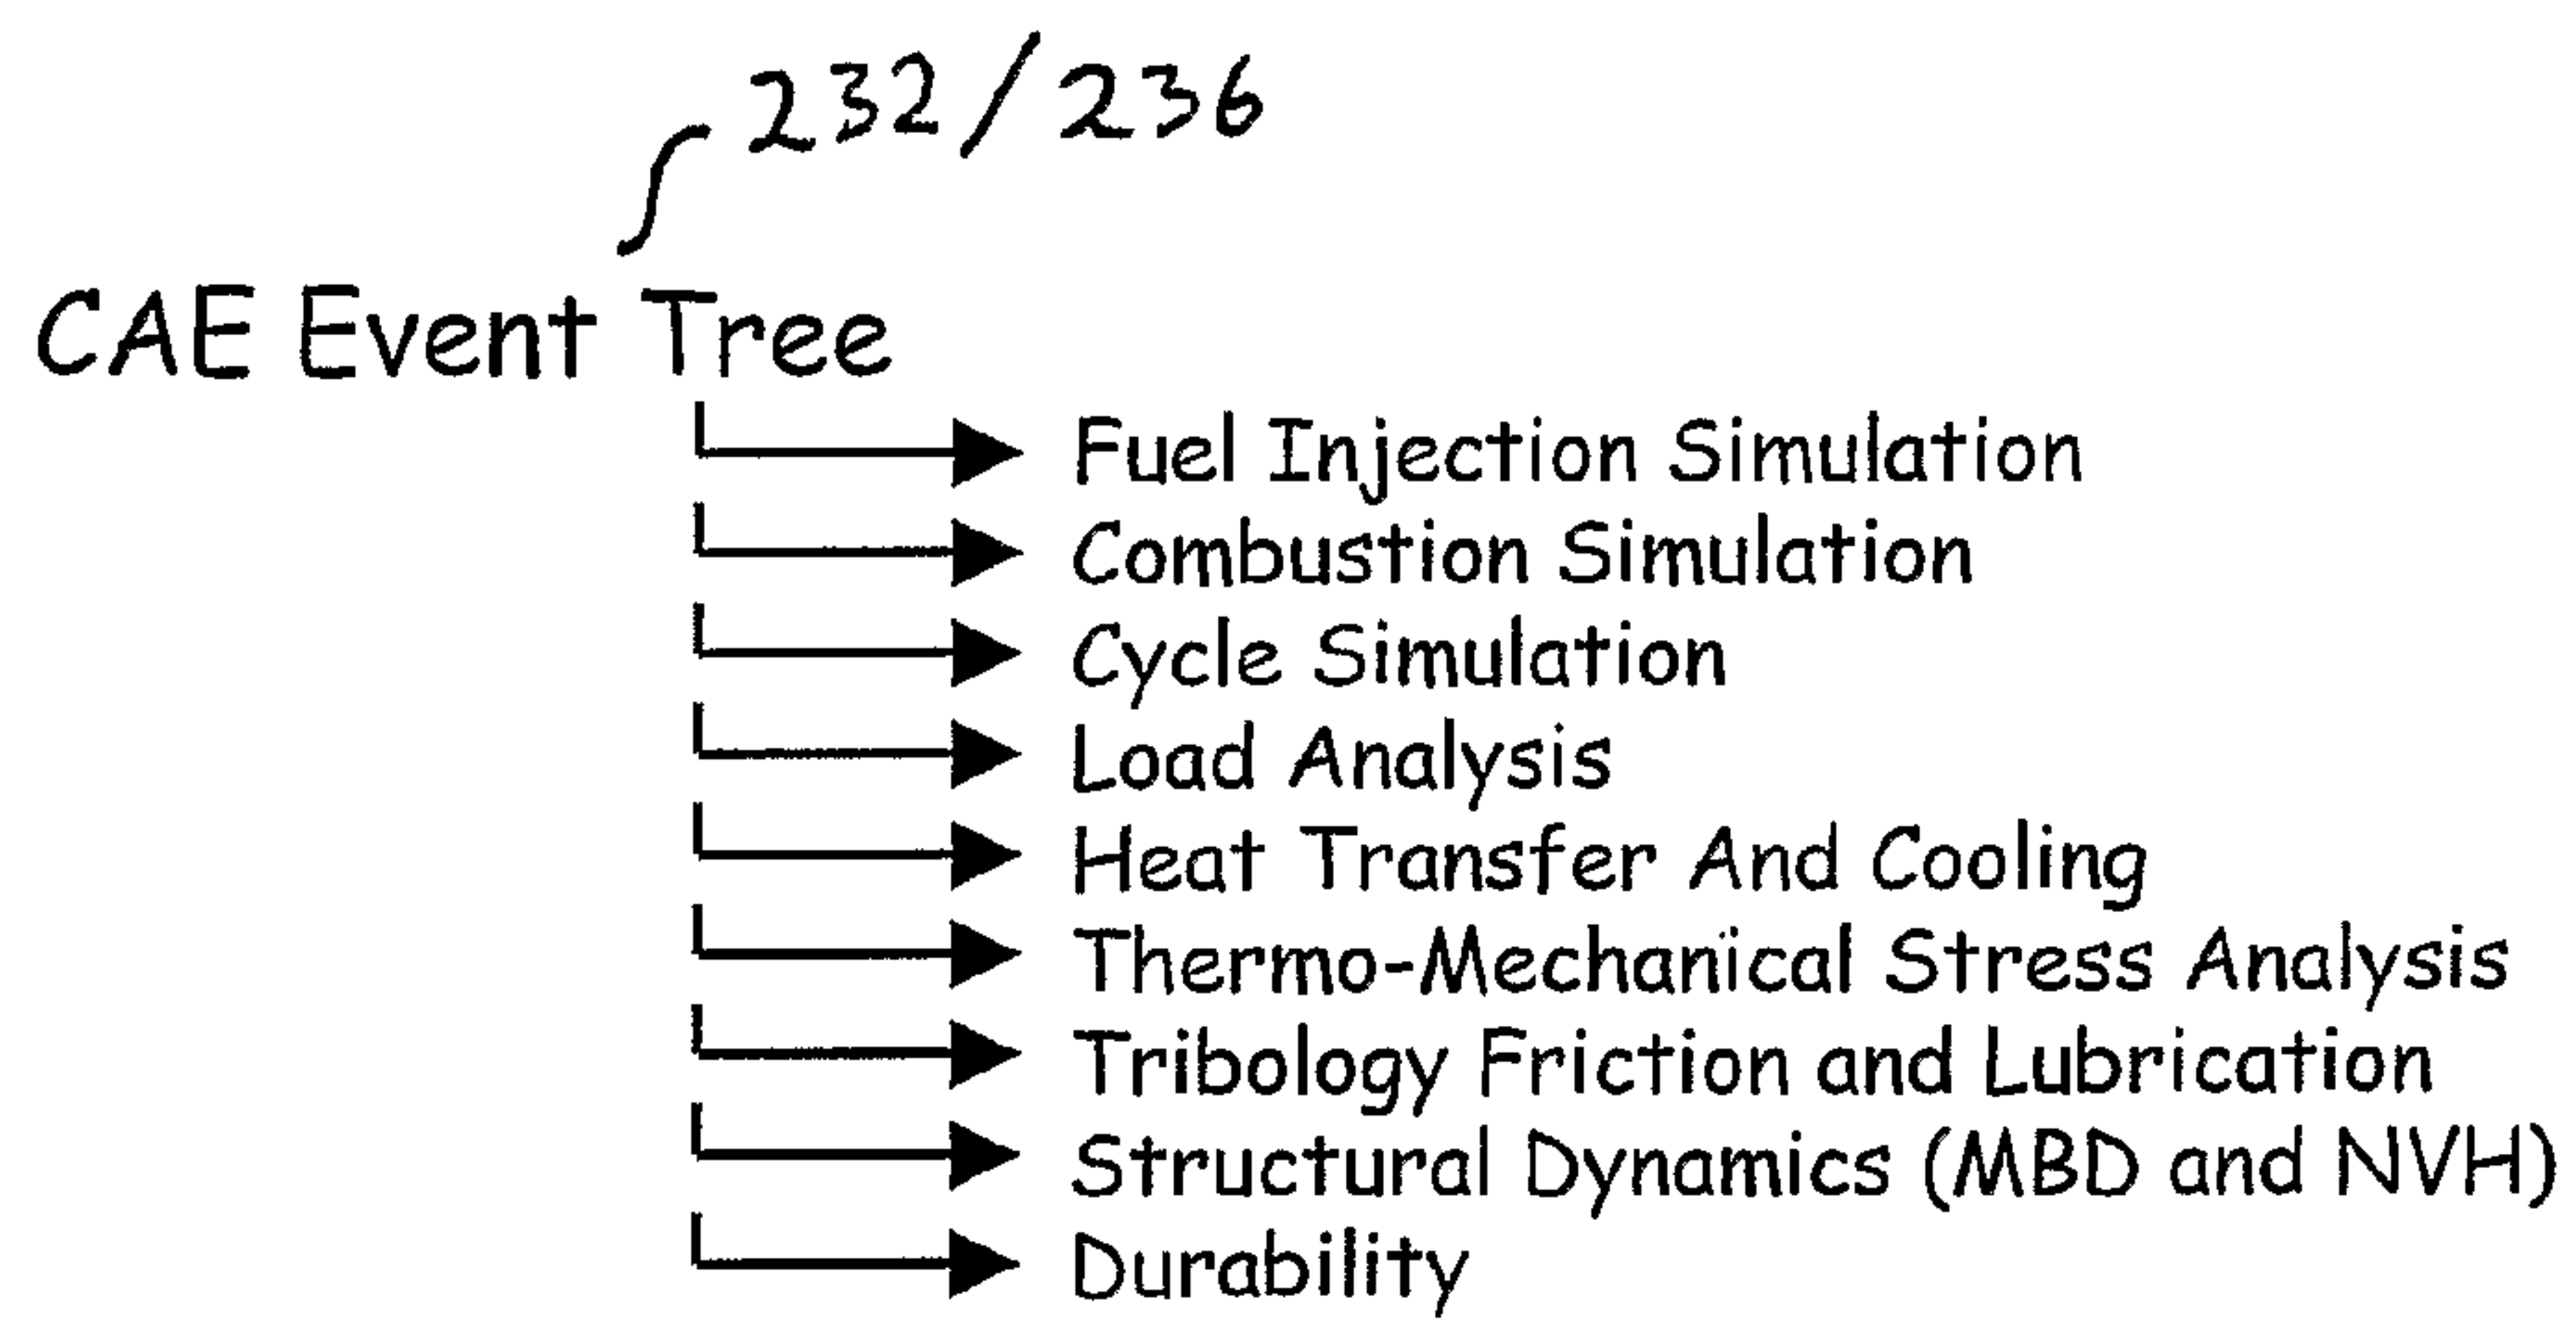 232/236
CAE Event Tree
Fuel Injection Simulation
Combustion Simulation
Cycle Simulation
Load Analysis
Heat Transfer And Cooling
Thermo-Mechanical Stress Analysis
Tribology Friction and Lubrication
Structural Dynamics (MBD and NVH)
Durability